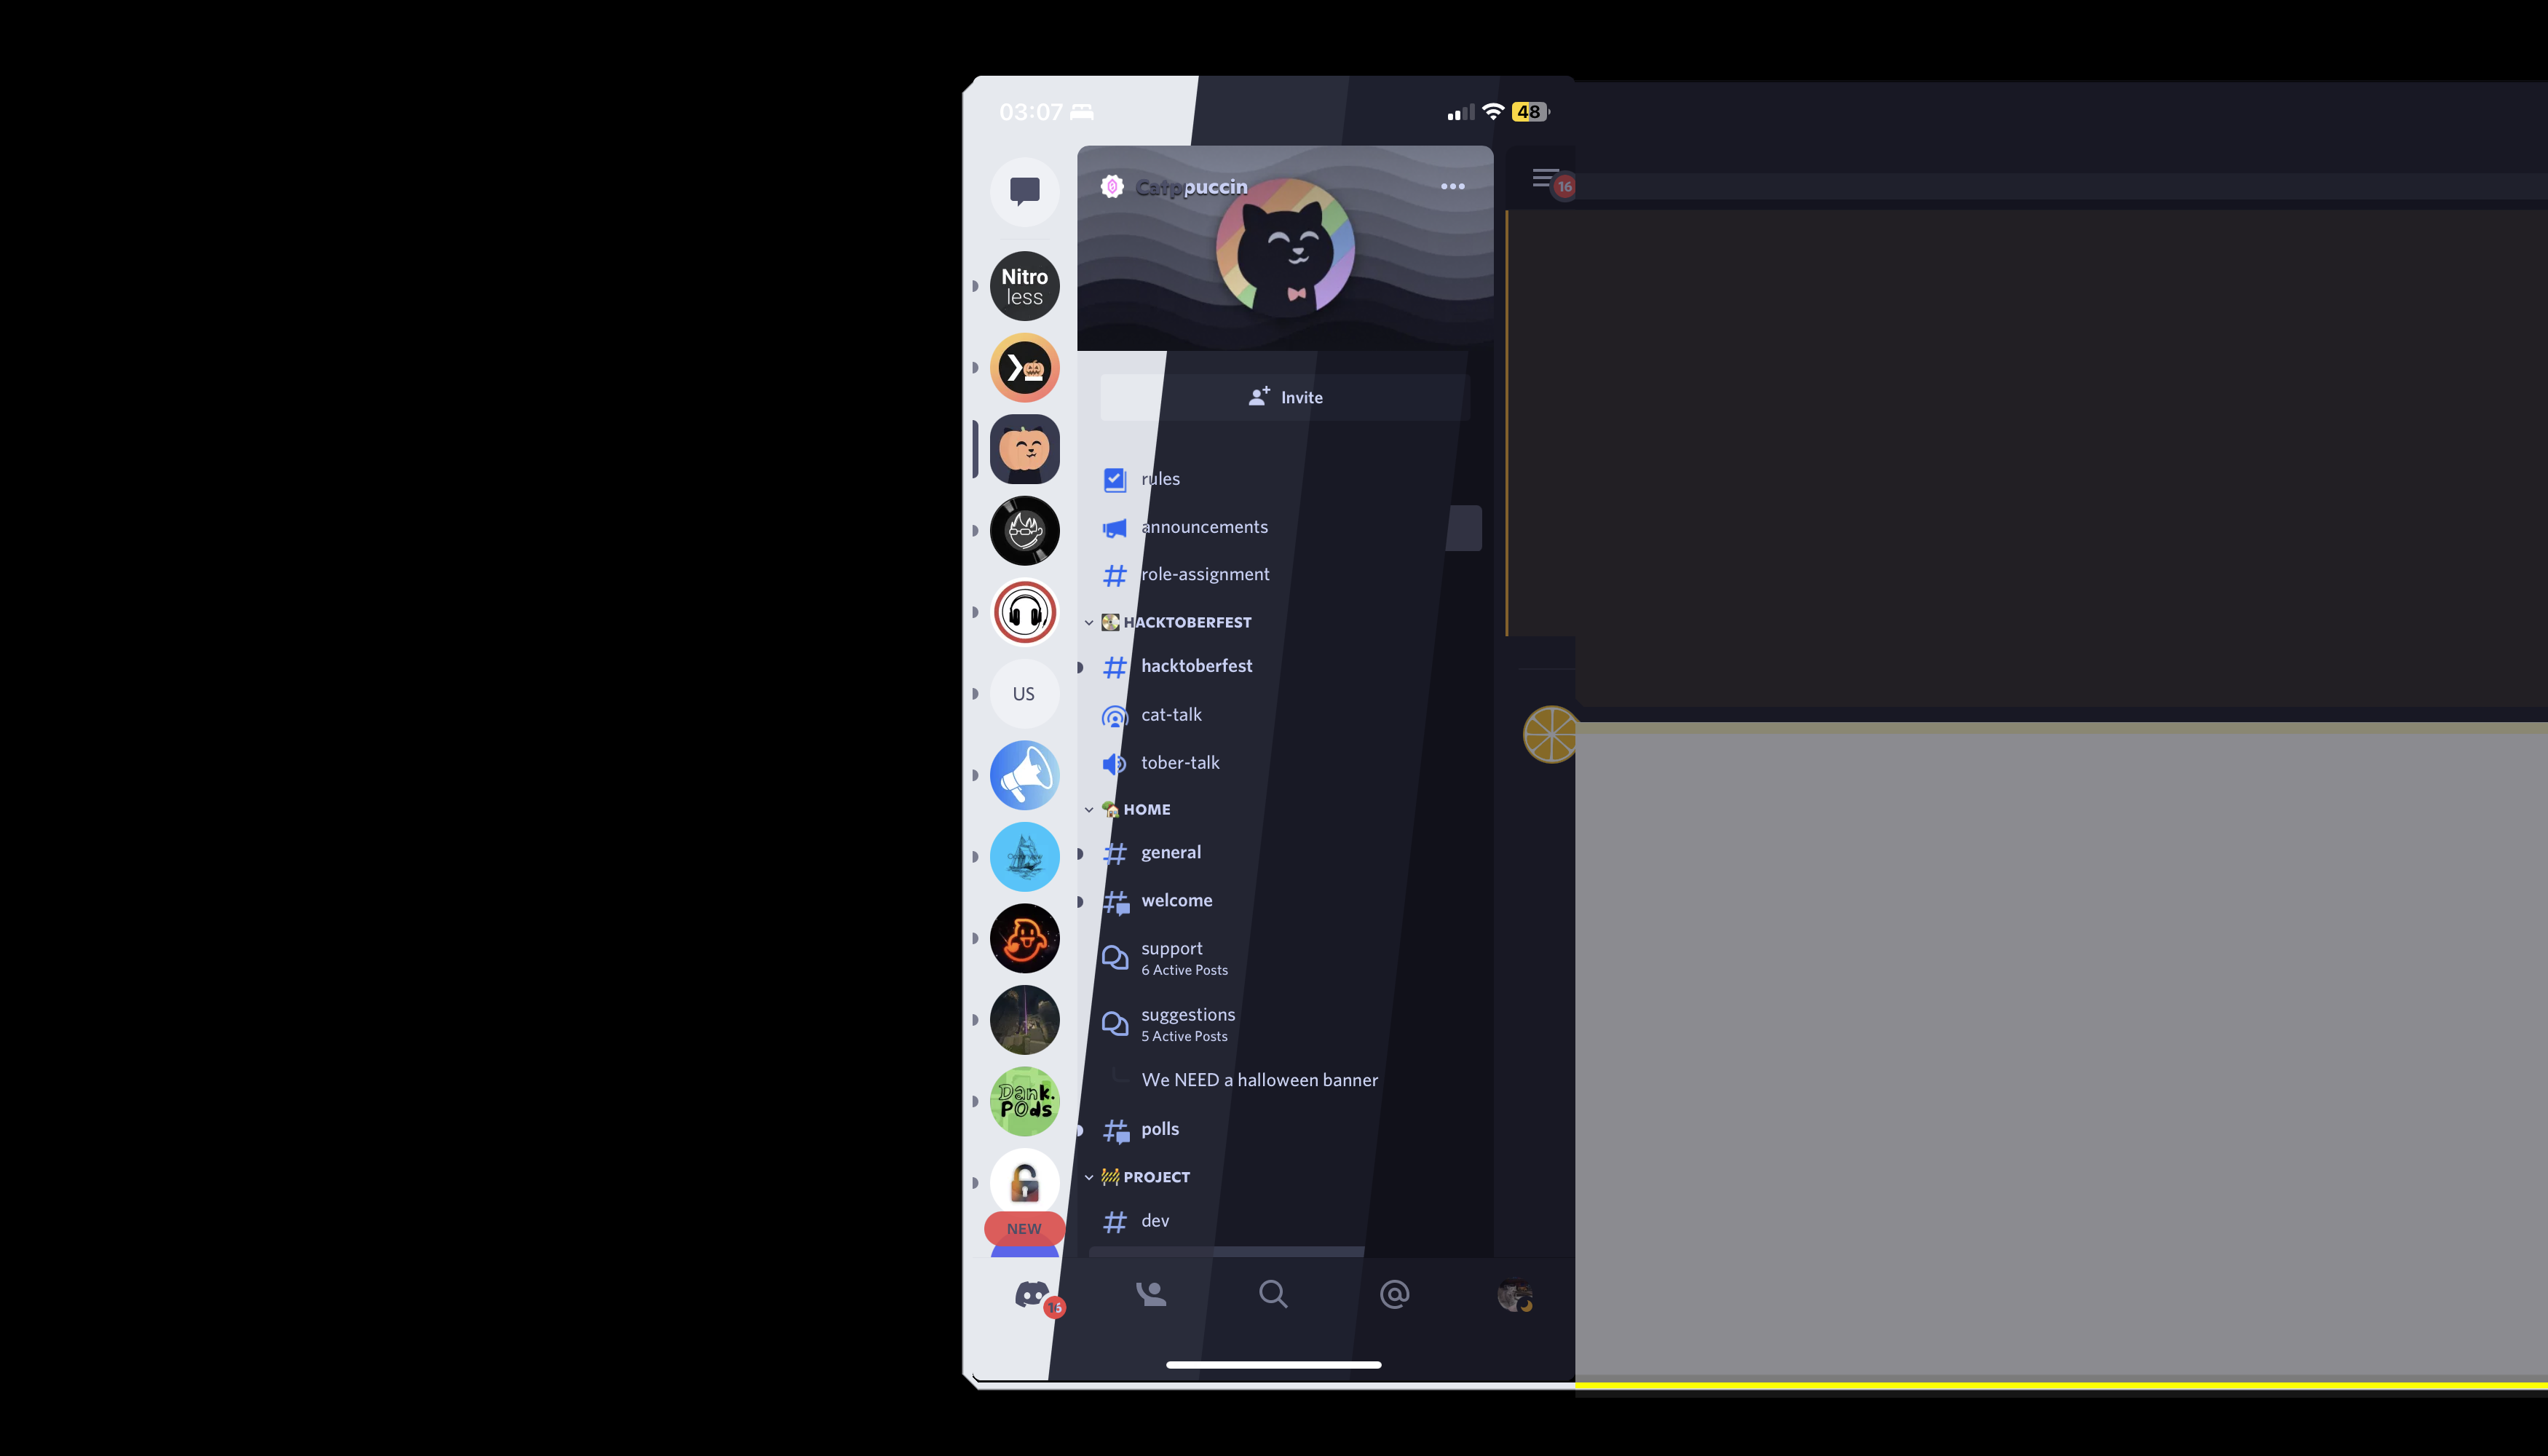 03:07
48
Catppuccin
16
Nitro
less
Invite
rules
announcements
role-assignment
HACKTOBERFEST
hacktoberfest
US
cat-talk
tober-talk
HOME
general
welcome
support
6 Active Posts
suggestions
5 Active Posts
We NEED a halloween banner
Dank.
PODs
polls
PROJECT
NEW
dev
16